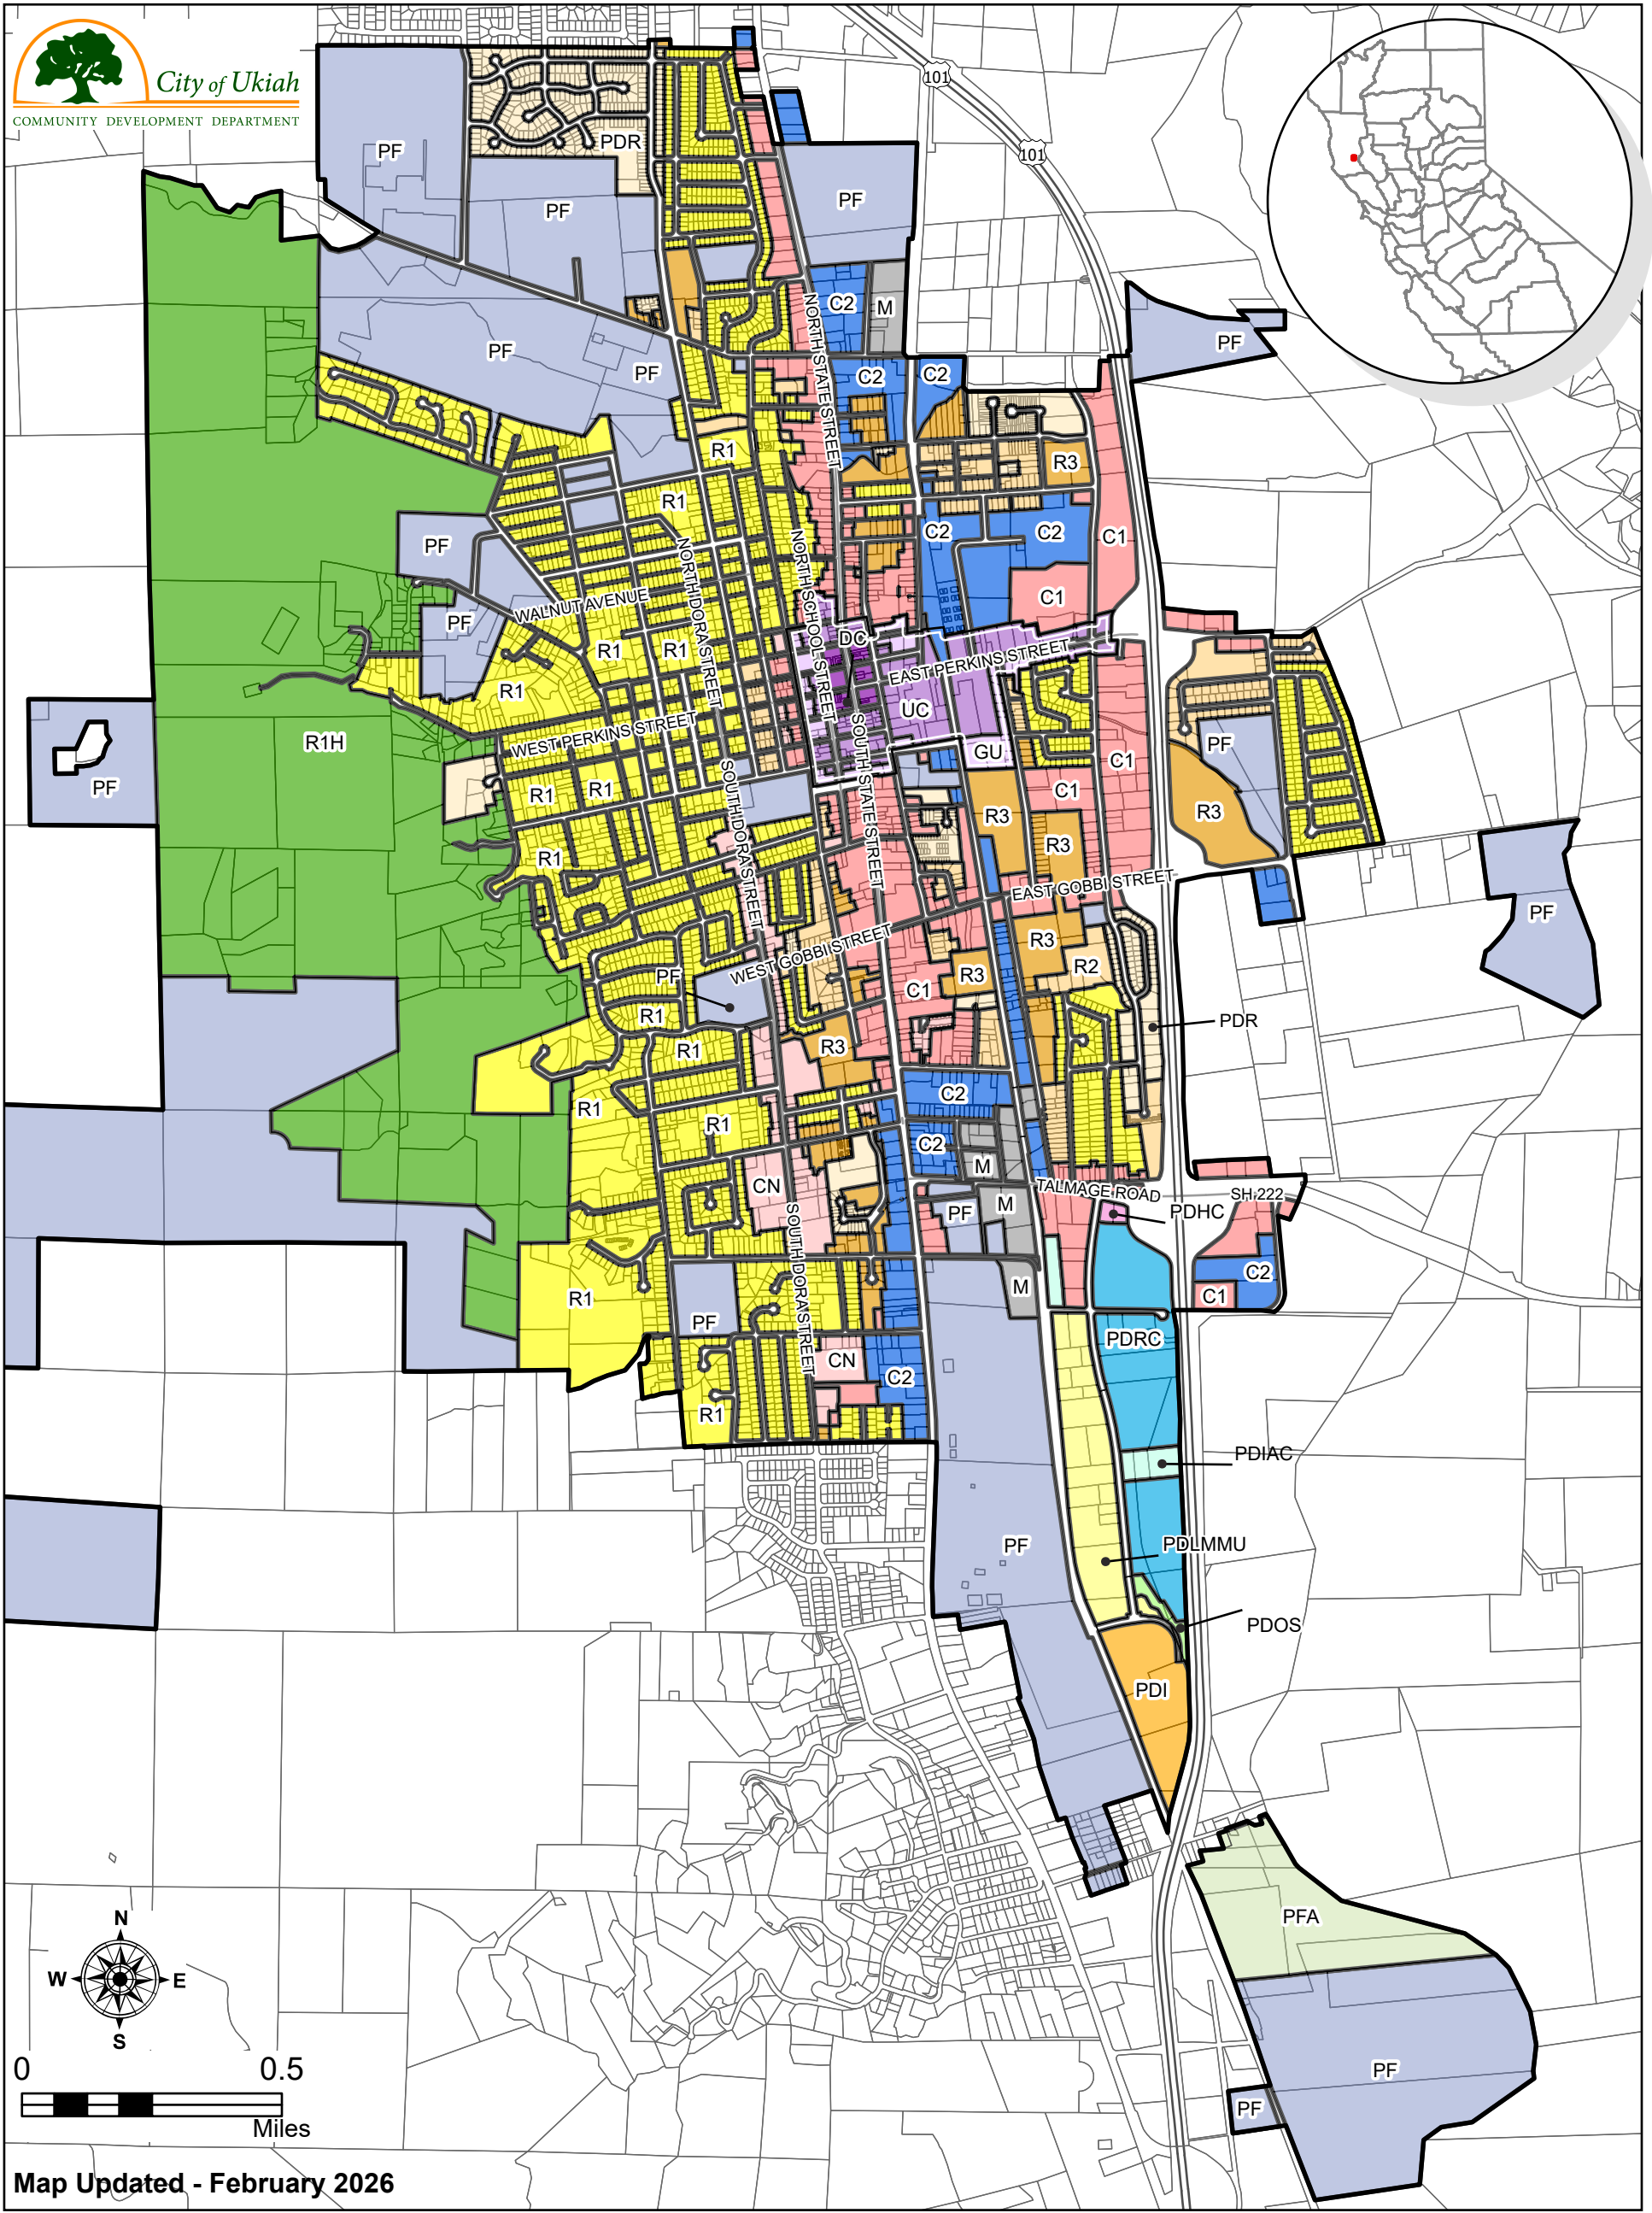 City of Ukiah
COMMUNITY DEVELOPMENT DEPARTMENT
101
101
PF
PDR
PF
PF
C2
M
PF
PF
PF
C2
C2
NORTH STATE STREET
R1
R3
R1
C2
C2
C1
PF
NORTH DORA STREET
NORTH SCHOOL STREET
C1
WALNUT AVENUE
PF
DC
R1
R1
EAST PERKINS STREET
R1
UC
WEST PERKINS STREET
R1H
GU
PF
C1
PF
SOUTH STATE STREET
SOUTH DORA STREET
R1
R1
C1
R3
R3
R3
R1
EAST GOBBI STREET
PF
R3
WEST GOBBI STREET
R2
PF
R3
C1
R1
PDR
R3
R1
C2
R1
R1
C2
M
CN
TALMAGE ROAD
SH 222
M
PF
PDHC
SOUTH DORA STREET
C2
M
C1
R1
PF
PDRC
CN
C2
R1
PDIAC
PF
PDLMMU
PDOS
PDI
PFA
PF
PF
N
W
E
S
0
0.5
Miles
Map Updated - February 2026